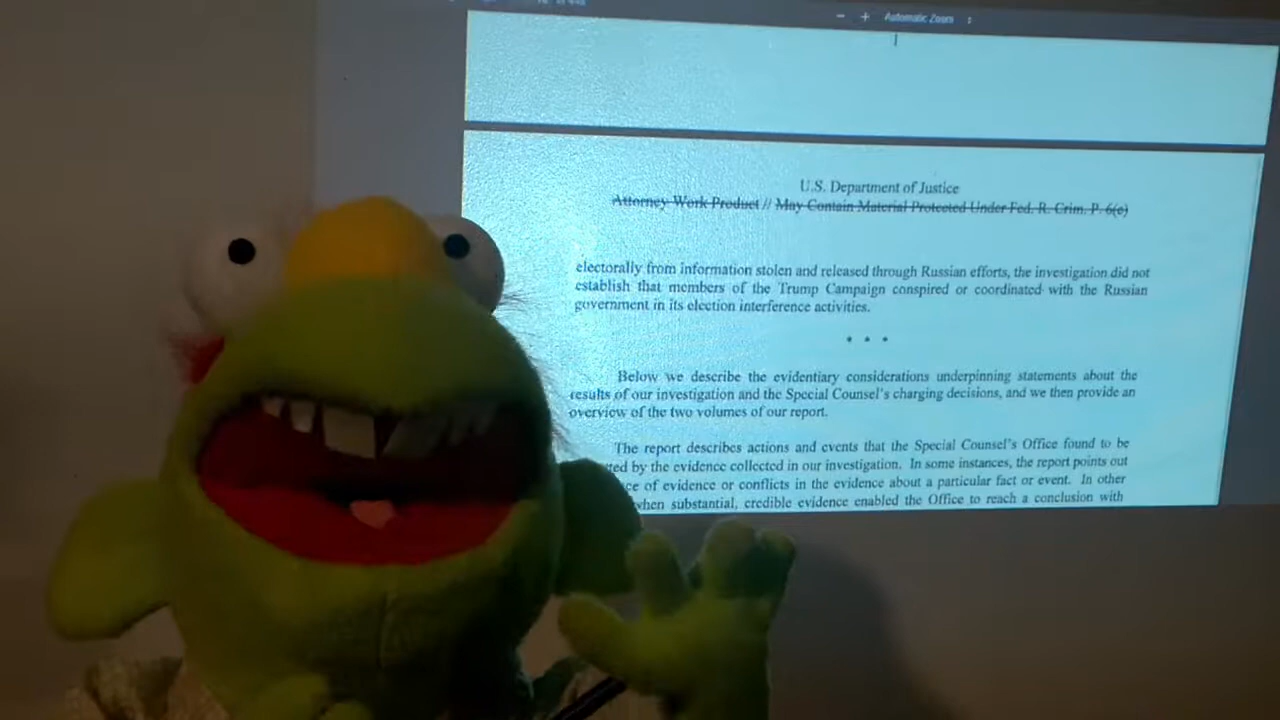 Automatic Zoom
U.S. Department of Justice
Attorney Work Product // May Contain Material Protected Under Fed. R. Crim. P. 6(e)
electorally from information stolen and released through Russian efforts, the investigation did not
establish that members of the Trump Campaign conspired or coordinated with the Russian
government in its election interference activities.
• • •
Below we describe the evidentiary considerations underpinning statements about the
results of our investigation and the Special Counsel's charging decisions, and we then provide an
overview of the two volumes of our report.
The report describes actions and events that the Special Counsel's Office found to be
ted by the evidence collected in our investigation. In some instances, the report points out
ce of evidence or conflicts in the evidence about a particular fact or event. In other
when substantial, credible evidence enabled the Office to reach a conclusion with